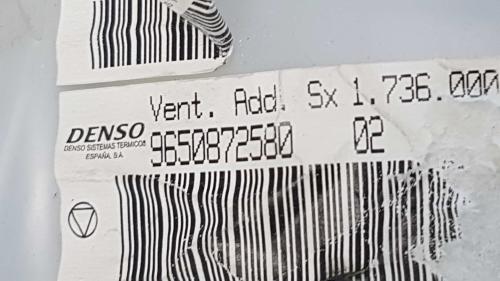 Vent. Add. Sx 1.736.000
DENSO
DENSO SISTEMAS TERMICOS
ESPAÑA, S.A.
9650872580 02